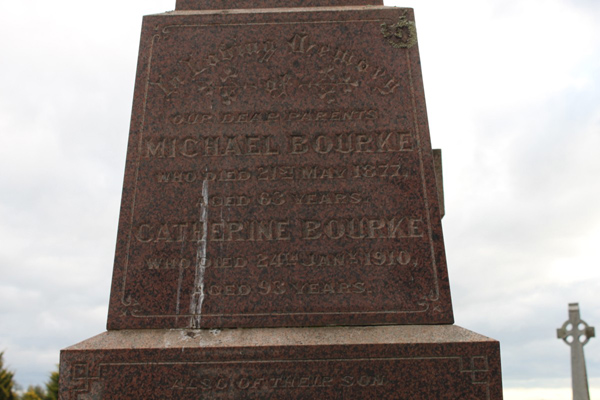 In Loving Memory
OF
OUR DEAR PARENTS
MICHAEL BOURKE
WHO DIED 21ST MAY 1877,
AGED 63 YEARS
CATHERINE BOURKE
WHO DIED 24TH JANY 1910,
AGED 93 YEARS.
ALSO OF THEIR SON